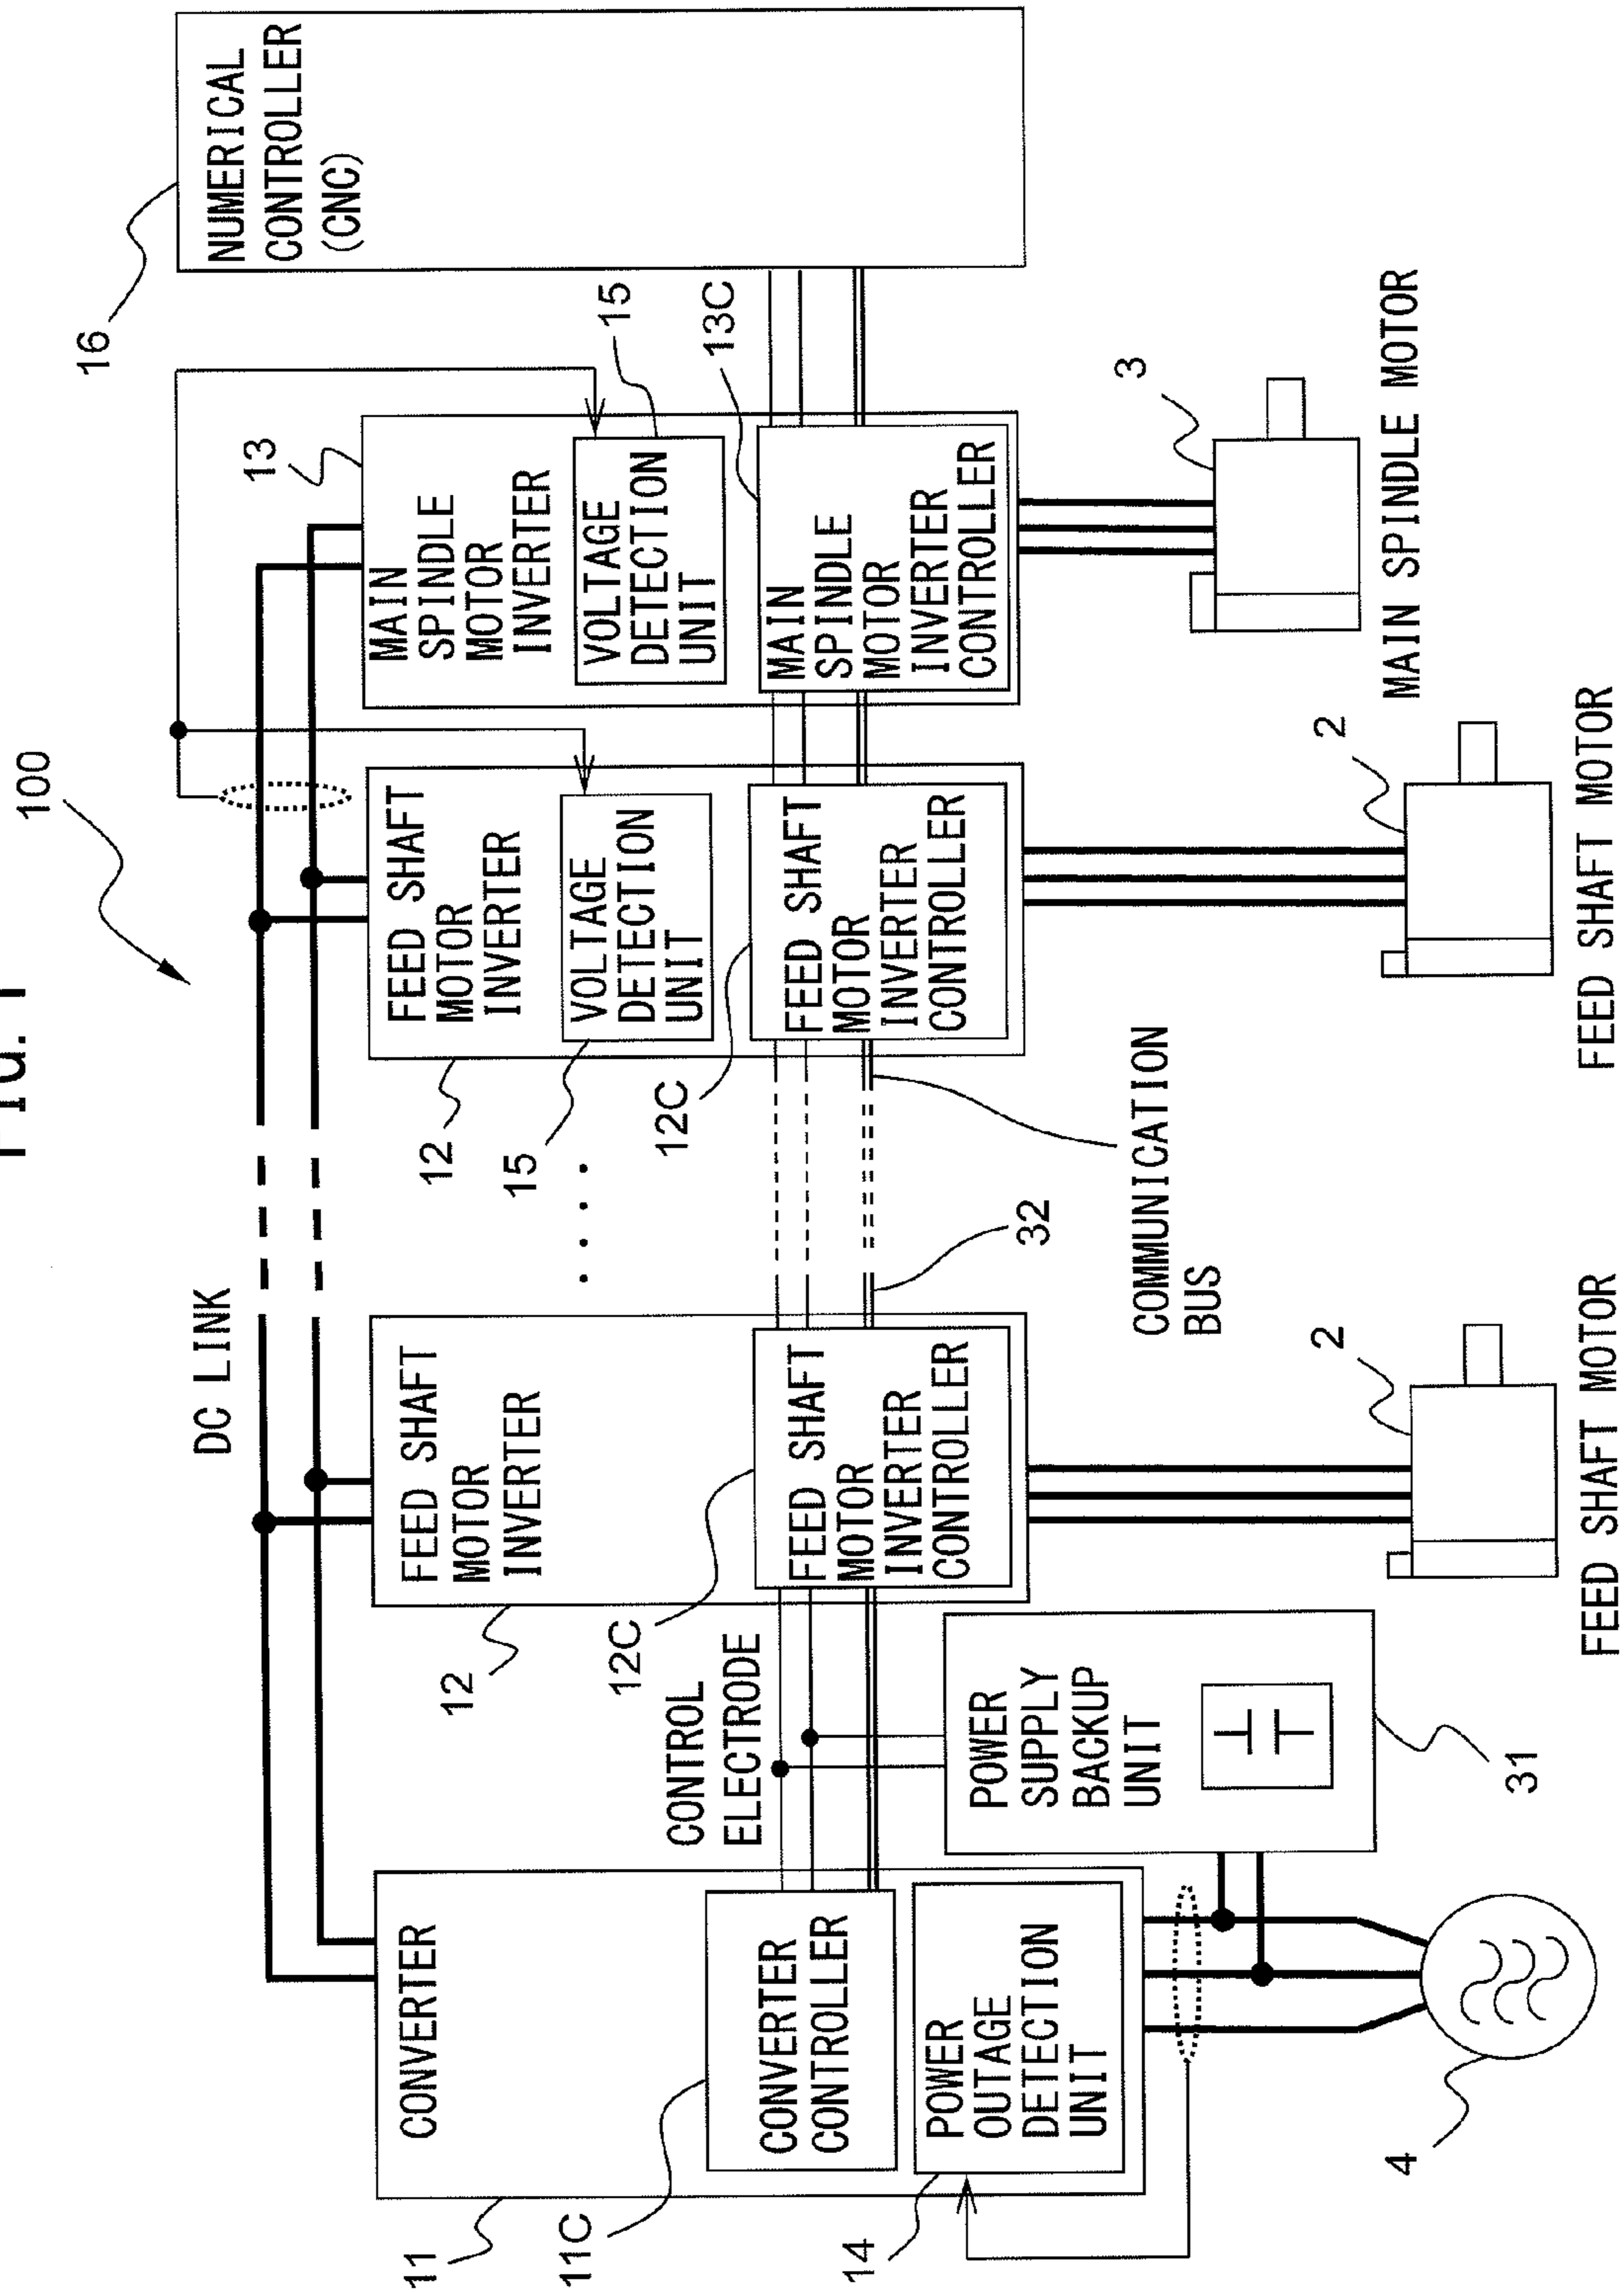 FIG. 1
100
DC LINK
16
NUMERICAL
CONTROLLER
(CNC)
11
CONVERTER
11C
CONVERTER
CONTROLLER
14
POWER
OUTAGE
DETECTION
UNIT
4
CONTROL
ELECTRODE
POWER
SUPPLY
BACKUP
UNIT
31
12
FEED SHAFT
MOTOR
INVERTER
12C
FEED SHAFT
MOTOR
INVERTER
CONTROLLER
2
FEED SHAFT MOTOR
32
COMMUNICATION
BUS
12
FEED SHAFT
MOTOR
INVERTER
15
VOLTAGE
DETECTION
UNIT
12C
FEED SHAFT
MOTOR
INVERTER
CONTROLLER
2
FEED SHAFT MOTOR
13
MAIN
SPINDLE
MOTOR
INVERTER
15
VOLTAGE
DETECTION
UNIT
13C
MAIN
SPINDLE
MOTOR
INVERTER
CONTROLLER
3
MAIN SPINDLE MOTOR